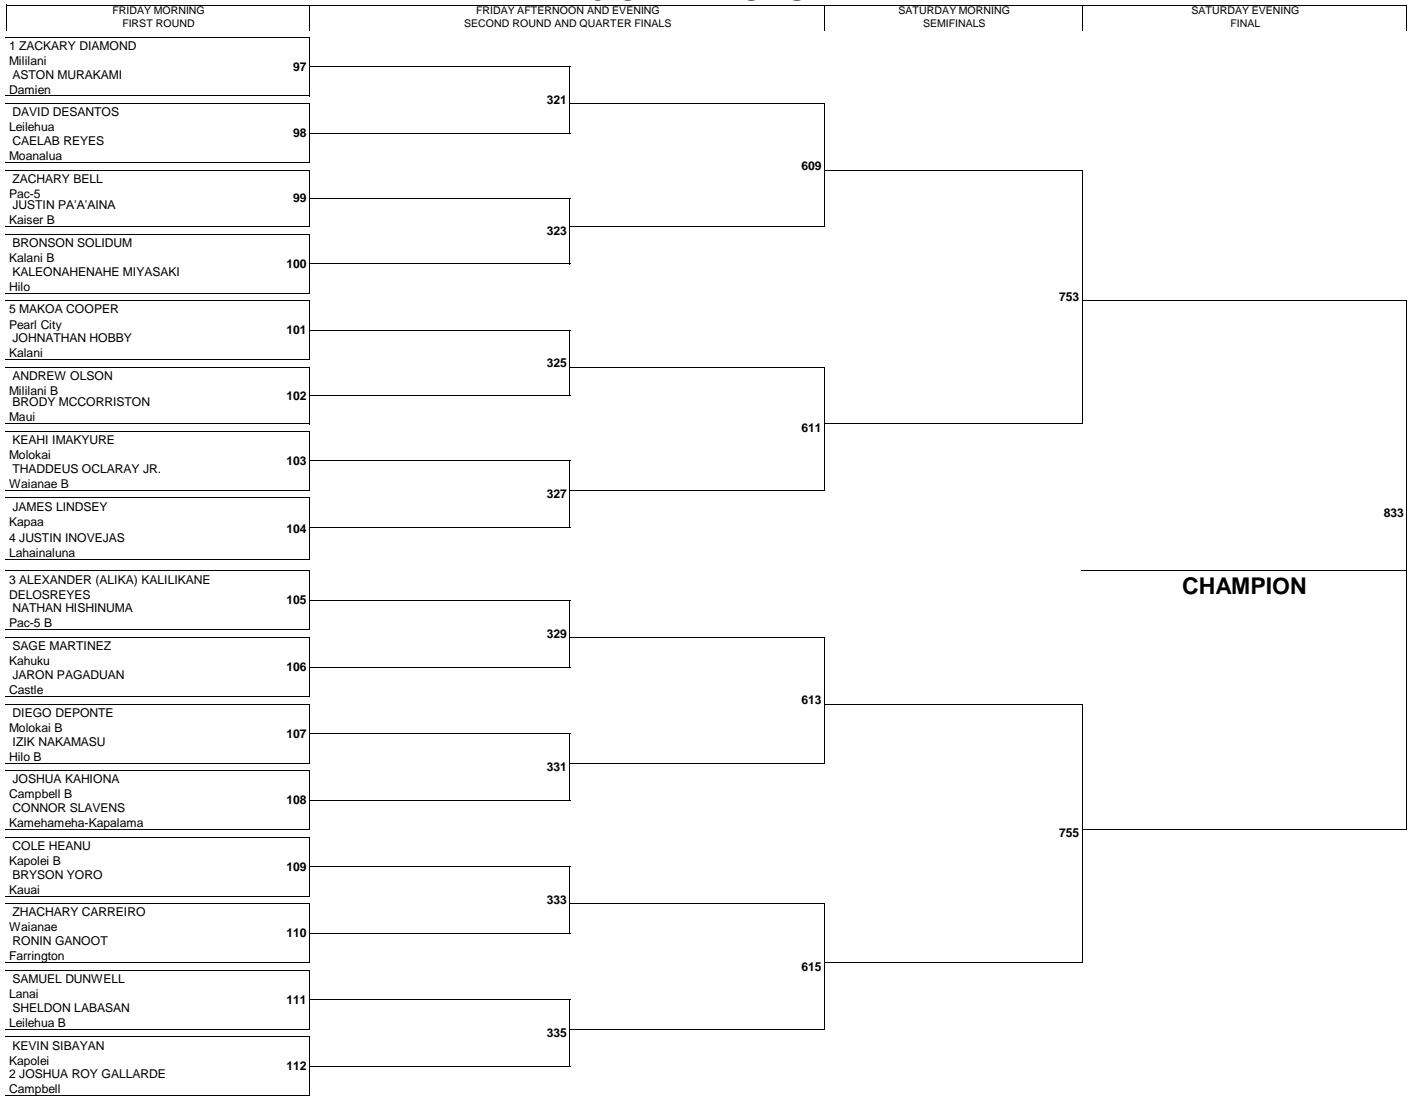 FRIDAY MORNING
FIRST ROUND
FRIDAY AFTERNOON AND EVENING
SECOND ROUND AND QUARTER FINALS
SATURDAY MORNING
SEMIFINALS
SATURDAY EVENING
FINAL
1 ZACKARY DIAMOND
Mililani
97
ASTON MURAKAMI
Damien
321
DAVID DESANTOS
Leilehua
98
CAELAB REYES
Moanalua
609
ZACHARY BELL
Pac-5
99
JUSTIN PA'A'AINA
Kaiser B
323
BRONSON SOLIDUM
Kalani B
100
KALEONAHENAHE MIYASAKI
Hilo
753
5 MAKOA COOPER
Pearl City
101
JOHNATHAN HOBBY
Kalani
325
ANDREW OLSON
Mililani B
102
BRODY MCCORRISTON
Maui
611
KEAHI IMAKYURE
Molokai
103
THADDEUS OCLARAY JR.
Waianae B
327
JAMES LINDSEY
Kapaa
833
104
4 JUSTIN INOVEJAS
Lahainaluna
3 ALEXANDER (ALIKA) KALILIKANE
DELOSREYES
CHAMPION
105
NATHAN HISHINUMA
Pac-5 B
329
SAGE MARTINEZ
Kahuku
106
JARON PAGADUAN
Castle
613
DIEGO DEPONTE
Molokai B
107
IZIK NAKAMASU
Hilo B
331
JOSHUA KAHIONA
Campbell B
108
CONNOR SLAVENS
Kamehameha-Kapalama
755
COLE HEANU
Kapolei B
109
BRYSON YORO
Kauai
333
ZHACHARY CARREIRO
Waianae
110
RONIN GANOOT
Farrington
615
SAMUEL DUNWELL
Lanai
111
SHELDON LABASAN
Leilehua B
335
KEVIN SIBAYAN
Kapolei
112
2 JOSHUA ROY GALLARDE
Campbell